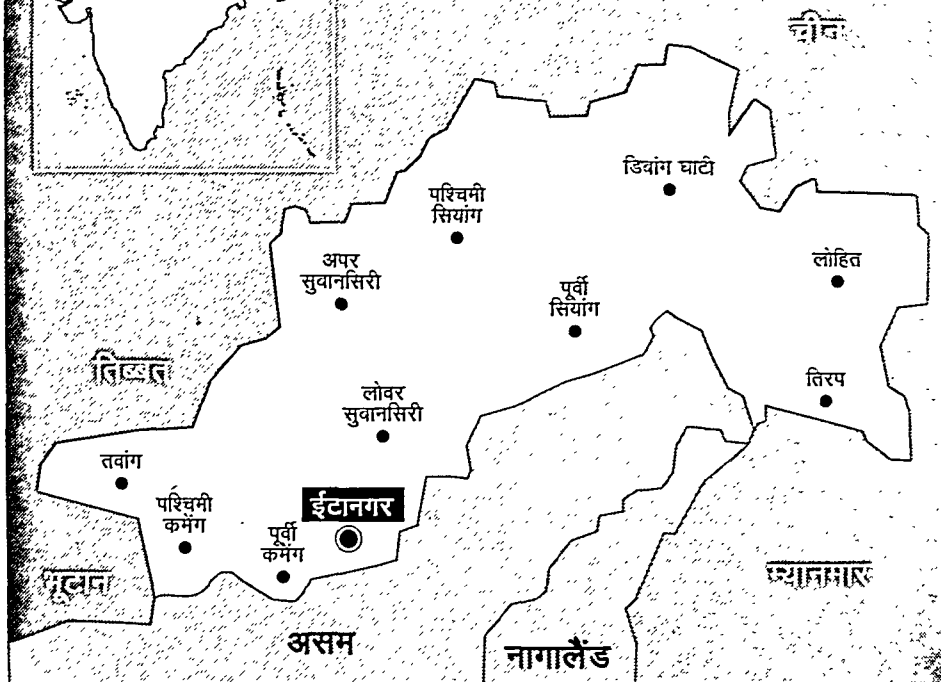 चीन
डिबांग घाटी
पश्चिमी
सियांग
अपर
सुवानसिरी
लोहित
पूर्वी
सियांग
तिब्बत
तिरप
लोवर
सुवानसिरी
तवांग
पश्चिमी
कमेंग
ईटानगर
पूर्वी
कमेंग
भूटान
म्यानमार
असम
नागालैंड